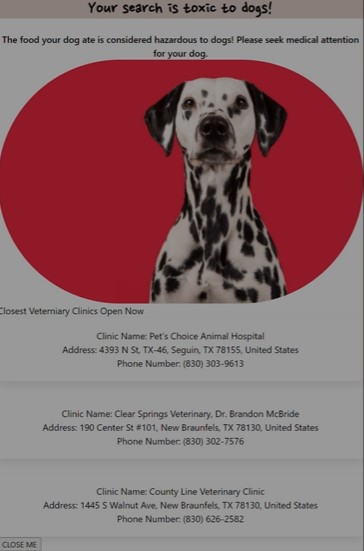 Your search is toxic to dogs!
The food your dog ate is considered hazardous to dogs! Please seek medical attention
for your dog.
Closest Veterniary Clinics Open Now
Clinic Name: Pet's Choice Animal Hospital
Address: 4393 N St, TX-46, Seguin, TX 78155, United States
Phone Number: (830) 303-9613
Clinic Name: Clear Springs Veterinary, Dr. Brandon McBride
Address: 190 Center St #101, New Braunfels, TX 78130, United States
Phone Number: (830) 302-7576
Clinic Name: County Line Veterinary Clinic
Address: 1445 S Walnut Ave, New Braunfels, TX 78130, United States
Phone Number: (830) 626-2582
CLOSE ME